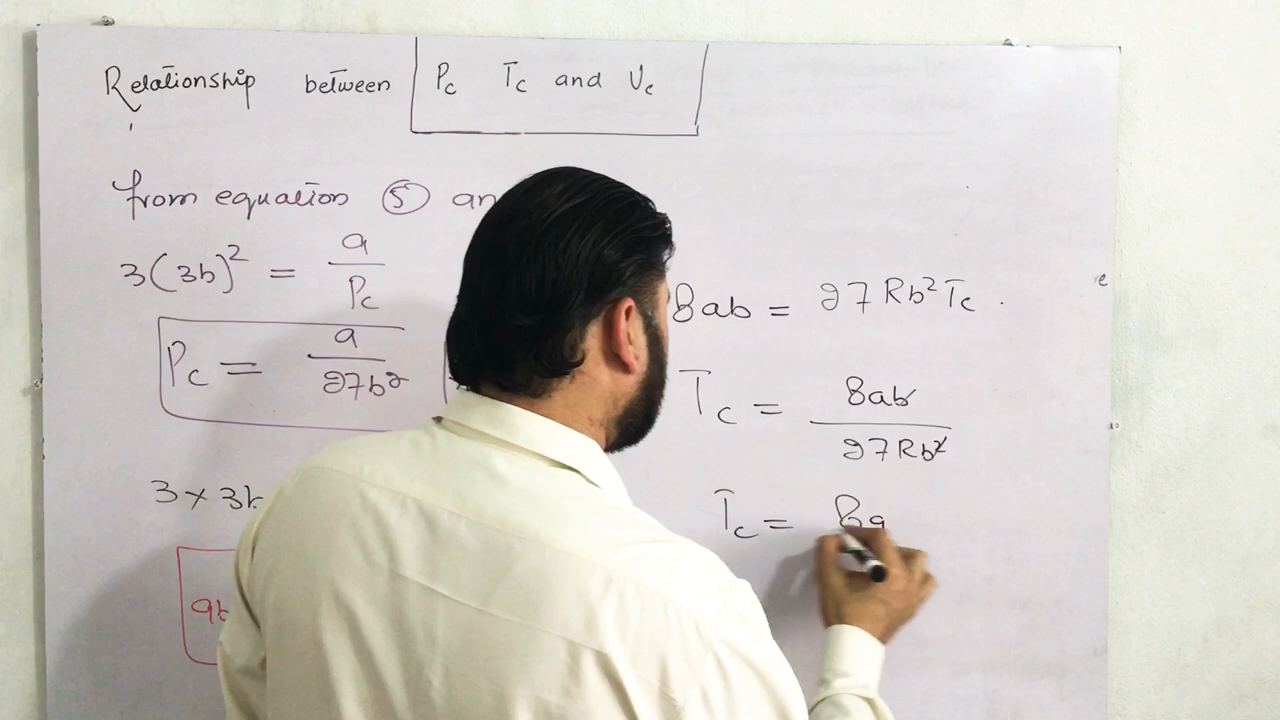 Relationship between Pc Tc and Vc
from equation ⑤ an
3(3b)² = a/Pc
Pc = a/27b²
3 × 3b
9b
8ab = 27Rb²Tc .
Tc = 8ab/27Rb²
Tc = 8a